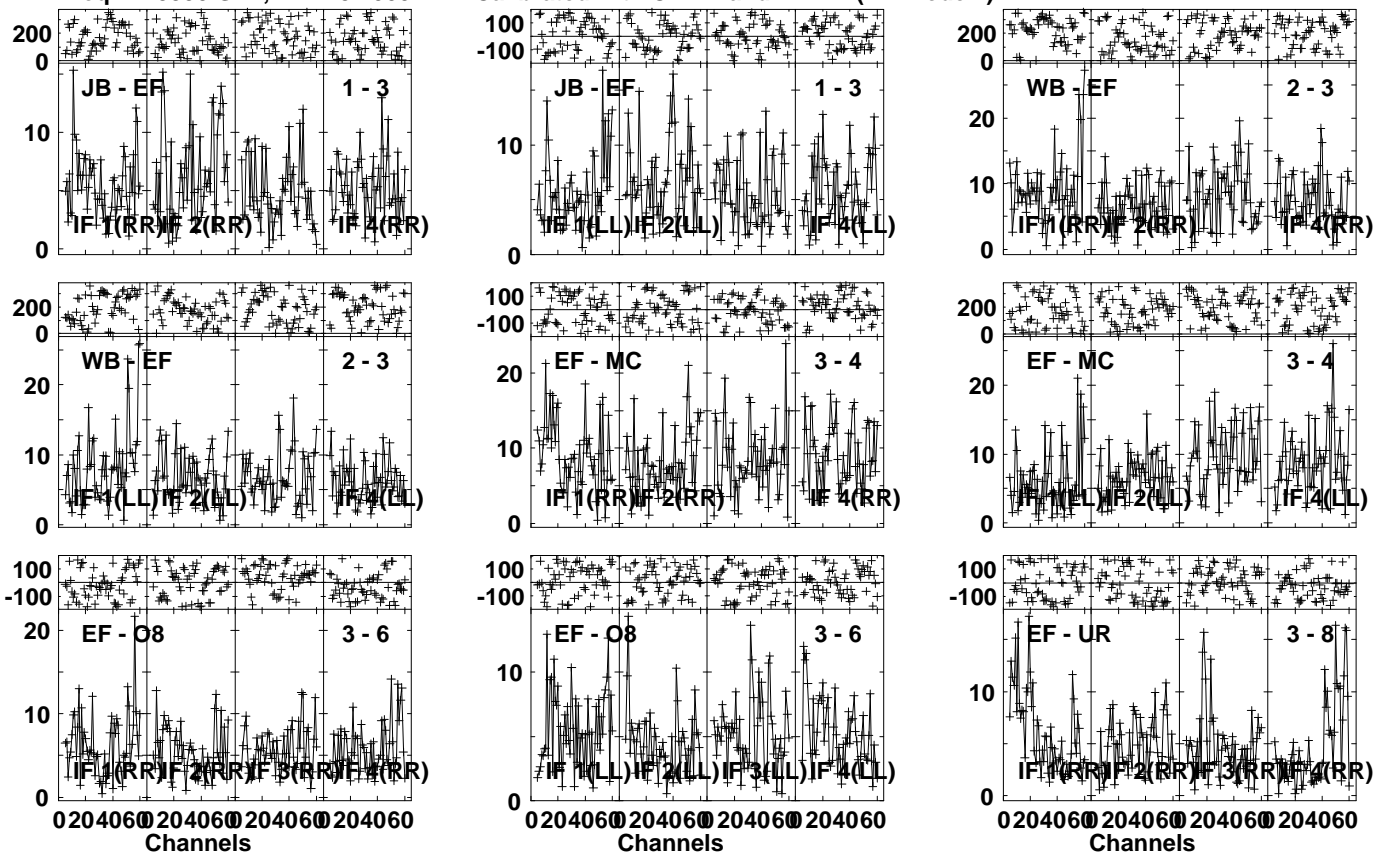 200
0
JB - EF 1 - 3
10
0
IF 1(RR) IF 2(RR) IF 4(RR)
100
-100
JB - EF 1 - 3
10
0
IF 1(LL) IF 2(LL) IF 4(LL)
200
0
WB - EF 2 - 3
20
10
0
IF 1(RR) IF 2(RR) IF 4(RR)
200
0
WB - EF 2 - 3
20
10
0
IF 1(LL) IF 2(LL) IF 4(LL)
100
-100
EF - MC 3 - 4
20
10
0
IF 1(RR) IF 2(RR) IF 4(RR)
200
0
EF - MC 3 - 4
20
10
0
IF 1(LL) IF 2(LL) IF 4(LL)
100
-100
EF - O8 3 - 6
20
10
0
IF 1(RR) IF 2(RR) IF 3(RR) IF 4(RR)
0 20 40 60 0 20 40 60 0 20 40 60 0 20 40 60
Channels
100
-100
EF - O8 3 - 6
10
0
IF 1(LL) IF 2(LL) IF 3(LL) IF 4(LL)
0 20 40 60 0 20 40 60 0 20 40 60 0 20 40 60
Channels
100
-100
EF - UR 3 - 8
10
0
IF 1(RR) IF 2(RR) IF 3(RR) IF 4(RR)
0 20 40 60 0 20 40 60 0 20 40 60 0 20 40 60
Channels